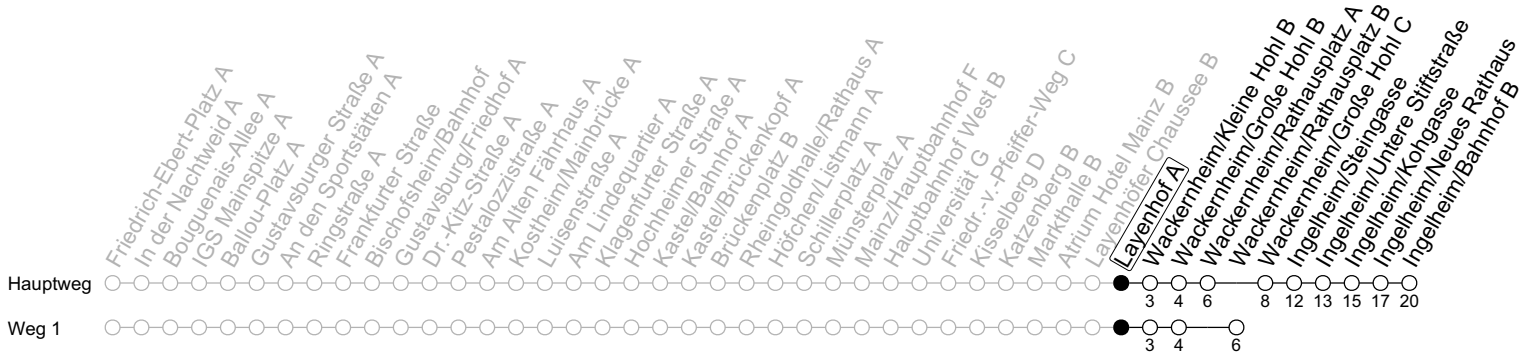 Friedrich-Ebert-Platz A
In der Nachtweid A
Bouguenais-Allee A
IGS Mainspitze A
Ballou-Platz A
Gustavsburger Straße A
An den Sportstätten A
Ringstraße A
Frankfurter Straße
Bischofsheim/Bahnhof
Gustavsburg/Friedhof A
Dr.-Kitz-Straße A
Pestalozzistraße A
Am Alten Fährhaus A
Kostheim/Mainbrücke A
Luisenstraße A
Am Lindequartier A
Klagenfurter Straße A
Hochheimer Straße A
Kastel/Bahnhof A
Kastel/Brückenkopf A
Brückenplatz B
Rheingoldhalle/Rathaus A
Höfchen/Listmann A
Schillerplatz A
Münsterplatz A
Mainz/Hauptbahnhof F
Hauptbahnhof West B
Universität G
Friedr.-v.-Pfeiffer-Weg C
Kisselberg D
Katzenberg B
Markthalle B
Atrium Hotel Mainz B
Layenhöfer Chaussee B
Layenhof A
Wackernheim/Kleine Hohl B
Wackernheim/Große Hohl B
Wackernheim/Rathausplatz A
Wackernheim/Rathausplatz B
Wackernheim/Große Hohl C
Ingelheim/Steingasse
Ingelheim/Untere Stiftstraße
Ingelheim/Kohgasse
Ingelheim/Neues Rathaus
Ingelheim/Bahnhof B
Hauptweg
3 4 6 8 12 13 15 17 20
Weg 1
3 4 6